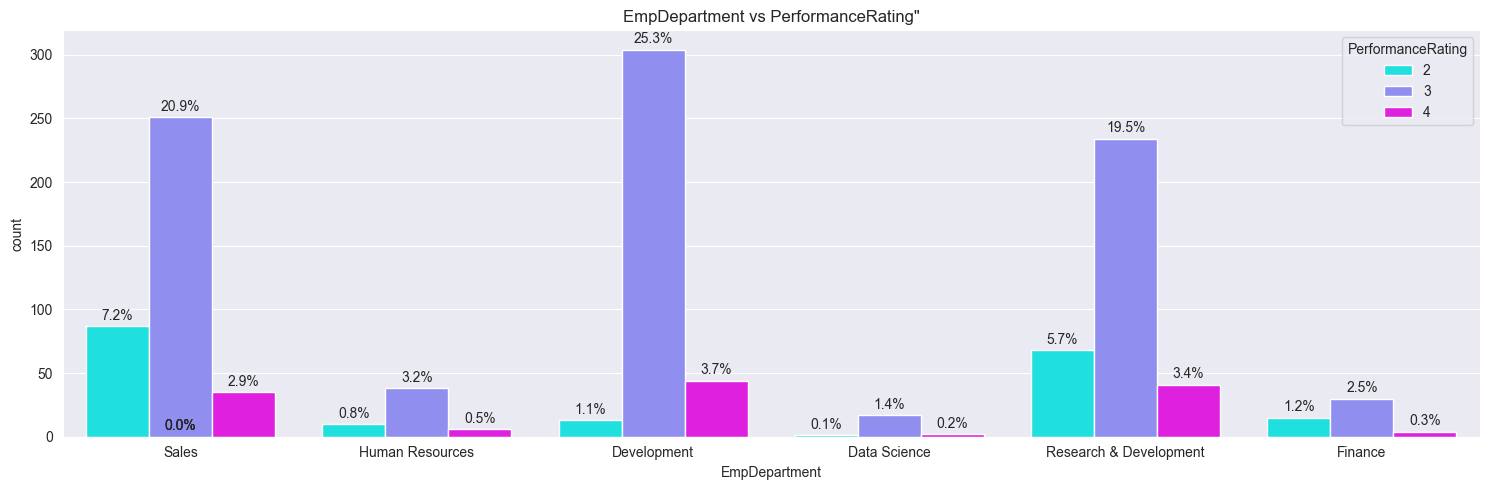 EmpDepartment vs PerformanceRating"
PerformanceRating
2
3
4
count
300
250
200
150
100
50
0
7.2%
20.9%
0.0%
2.9%
0.8%
3.2%
0.5%
1.1%
25.3%
3.7%
0.1%
1.4%
0.2%
5.7%
19.5%
3.4%
1.2%
2.5%
0.3%
Sales
Human Resources
Development
Data Science
Research & Development
Finance
EmpDepartment